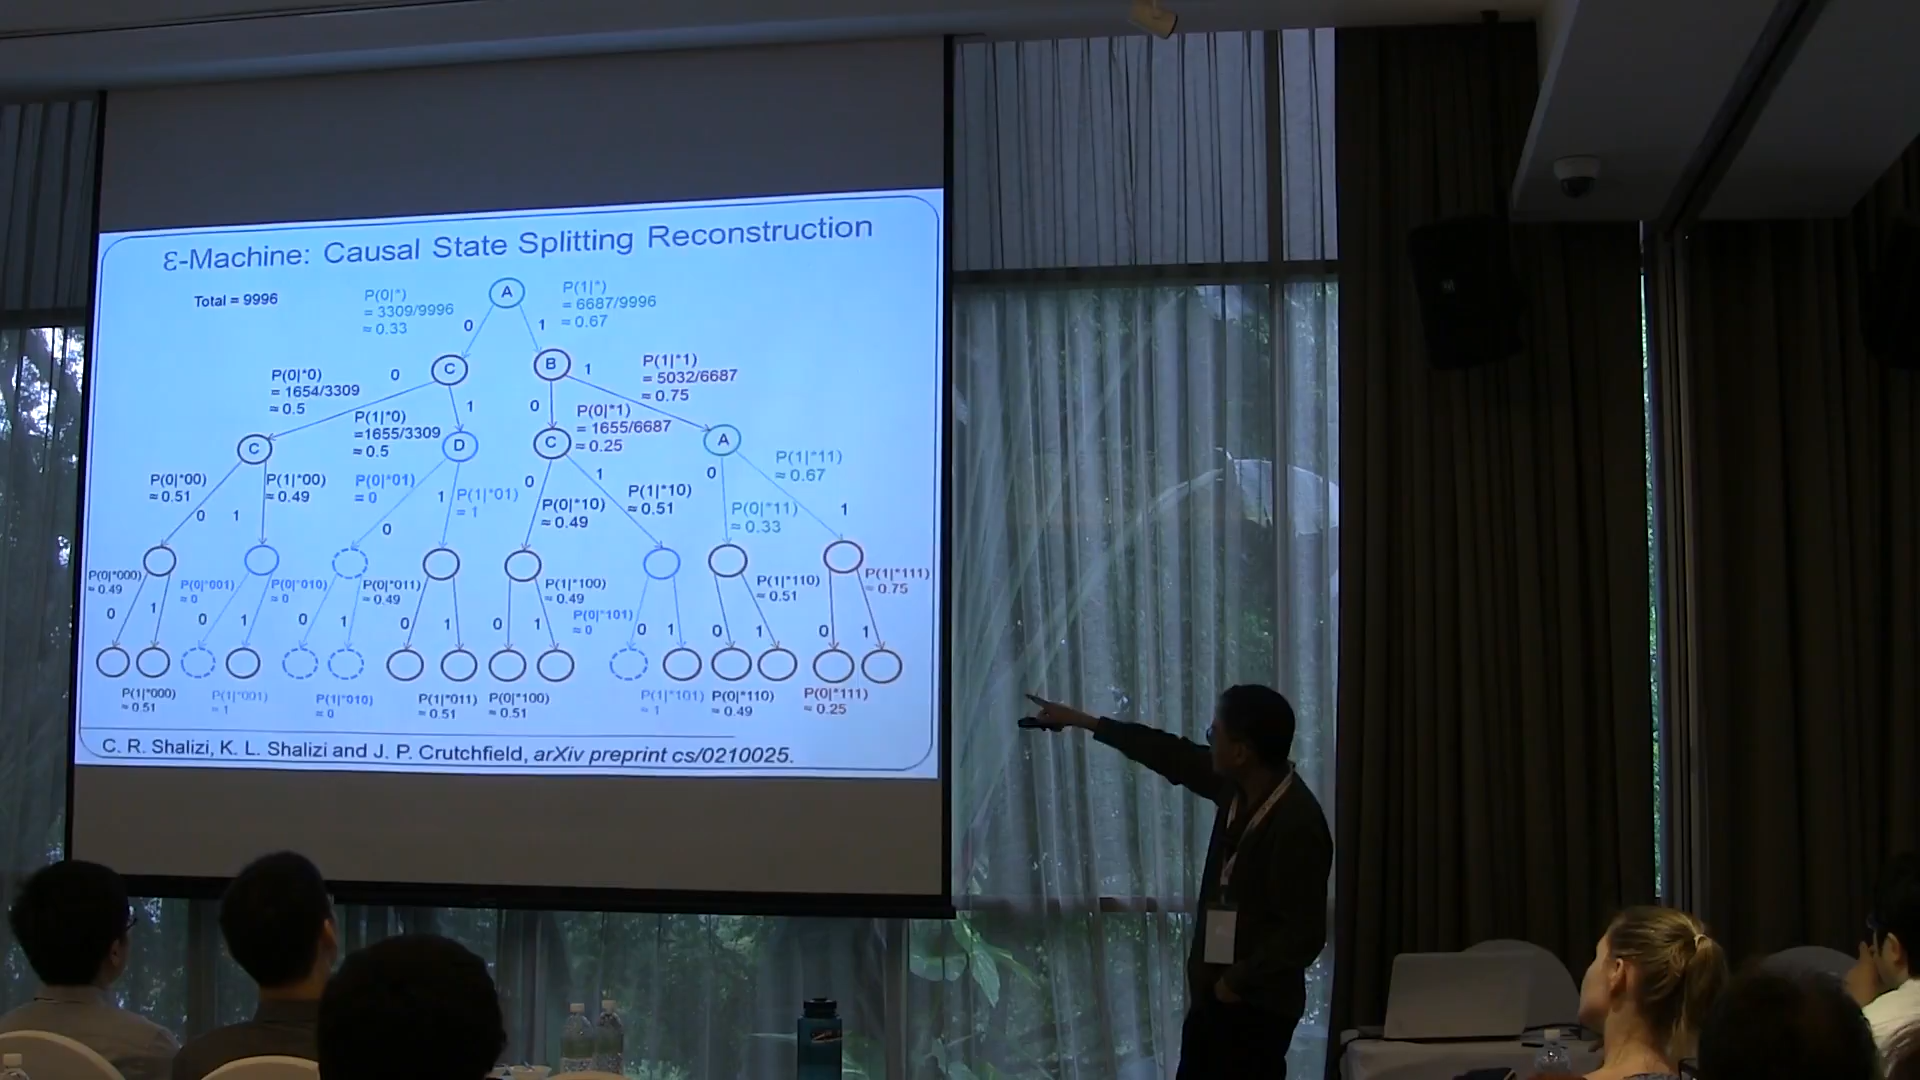 ε-Machine: Causal State Splitting Reconstruction
Total = 9996
P(0|*)
= 3309/9996
≈ 0.33
A
P(1|*)
= 6687/9996
≈ 0.67
0
1
P(0|*0)
= 1654/3309
≈ 0.5
0
C
B
1
P(1|*1)
= 5032/6687
≈ 0.75
P(1|*0)
=1655/3309
≈ 0.5
1
0
P(0|*1)
= 1655/6687
≈ 0.25
C
D
C
A
P(0|*00)
≈ 0.51
P(1|*00)
≈ 0.49
P(0|*01)
= 0
P(1|*01)
= 1
P(0|*10)
≈ 0.49
P(1|*10)
≈ 0.51
P(0|*11)
≈ 0.33
P(1|*11)
≈ 0.67
0
1
0
1
0
1
0
1
P(0|*000)
≈ 0.49
P(0|*001)
≈ 0
P(0|*010)
≈ 0
P(0|*011)
≈ 0.49
P(1|*100)
≈ 0.49
P(0|*101)
≈ 0
P(1|*110)
≈ 0.51
P(1|*111)
≈ 0.75
0 1 0 1 0 1 0 1 0 1 0 1 0 1 0 1
P(1|*000)
≈ 0.51
P(1|*001)
≈ 1
P(1|*010)
≈ 0
P(1|*011)
≈ 0.51
P(0|*100)
≈ 0.51
P(1|*101)
≈ 1
P(0|*110)
≈ 0.49
P(0|*111)
≈ 0.25
C. R. Shalizi, K. L. Shalizi and J. P. Crutchfield, arXiv preprint cs/0210025.